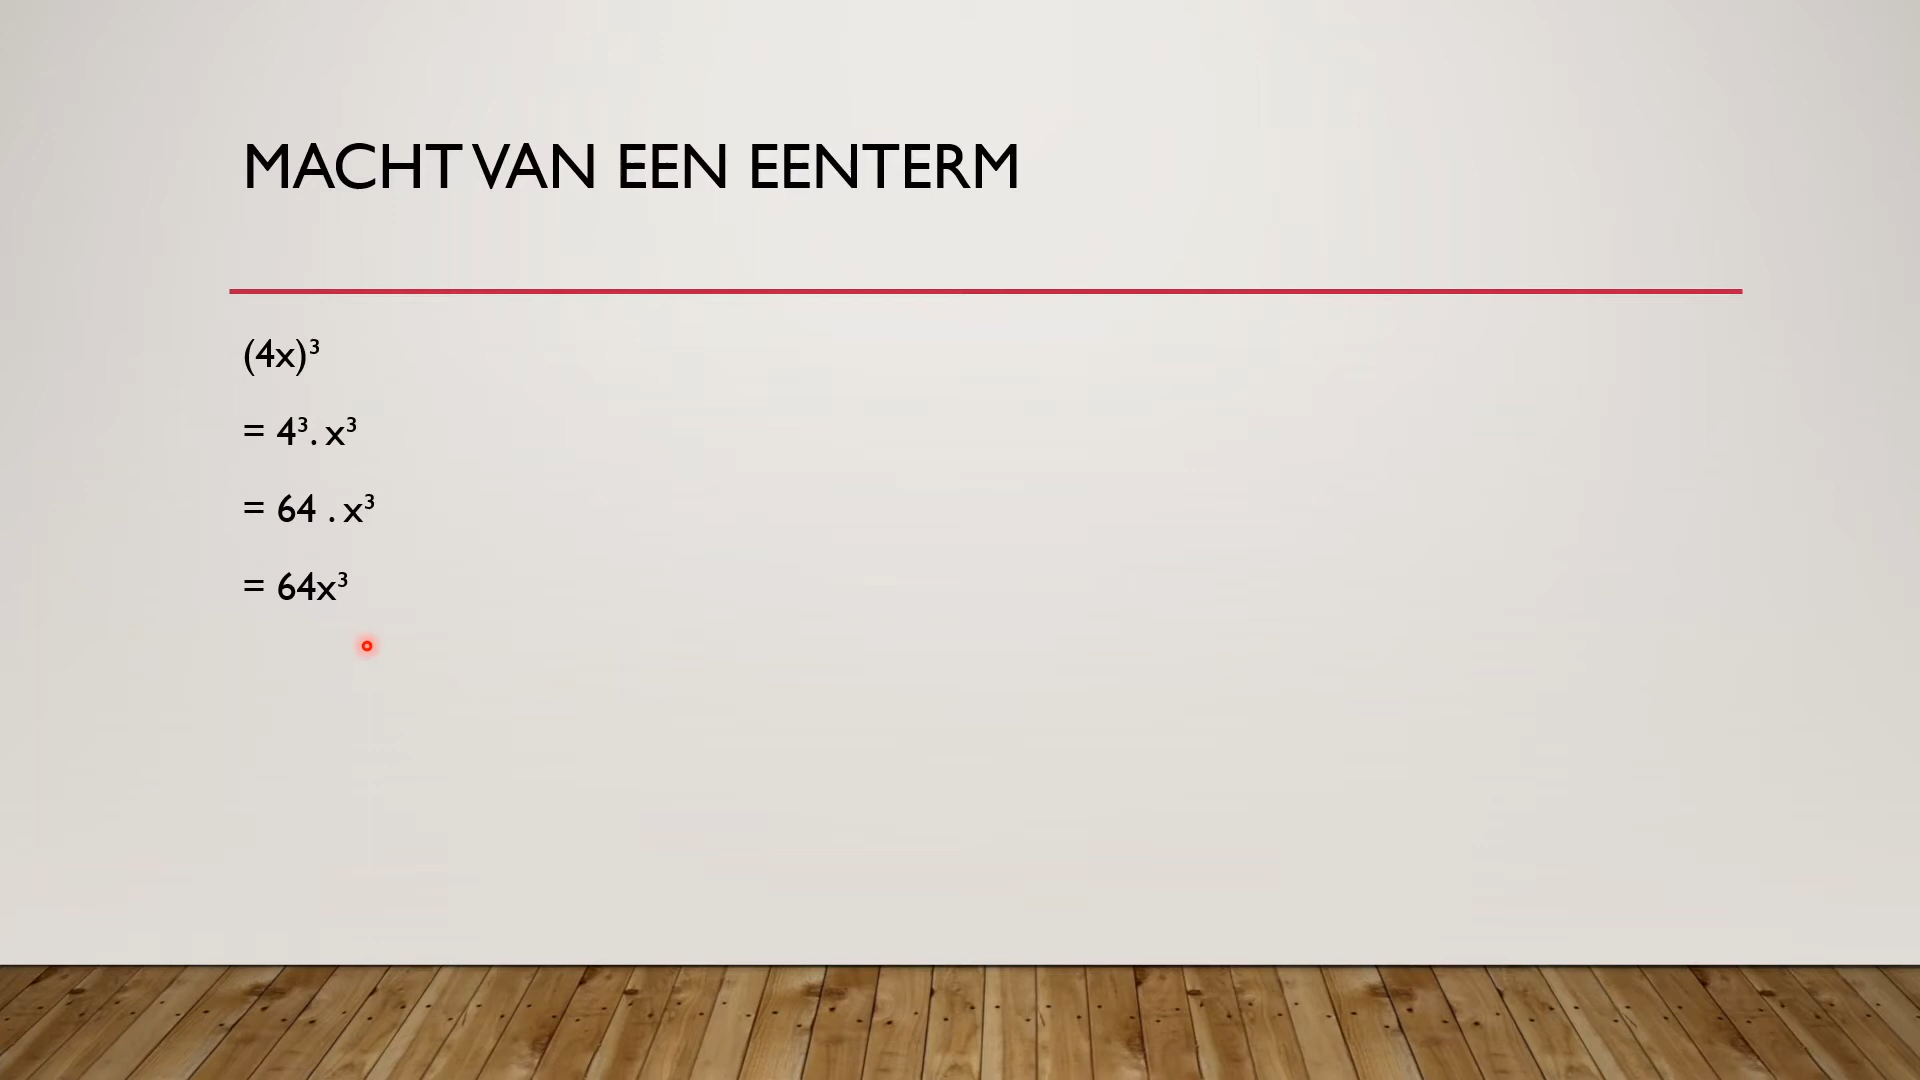 MACHT VAN EEN EENTERM
(4x)³
= 4³. x³
= 64 . x³
= 64x³